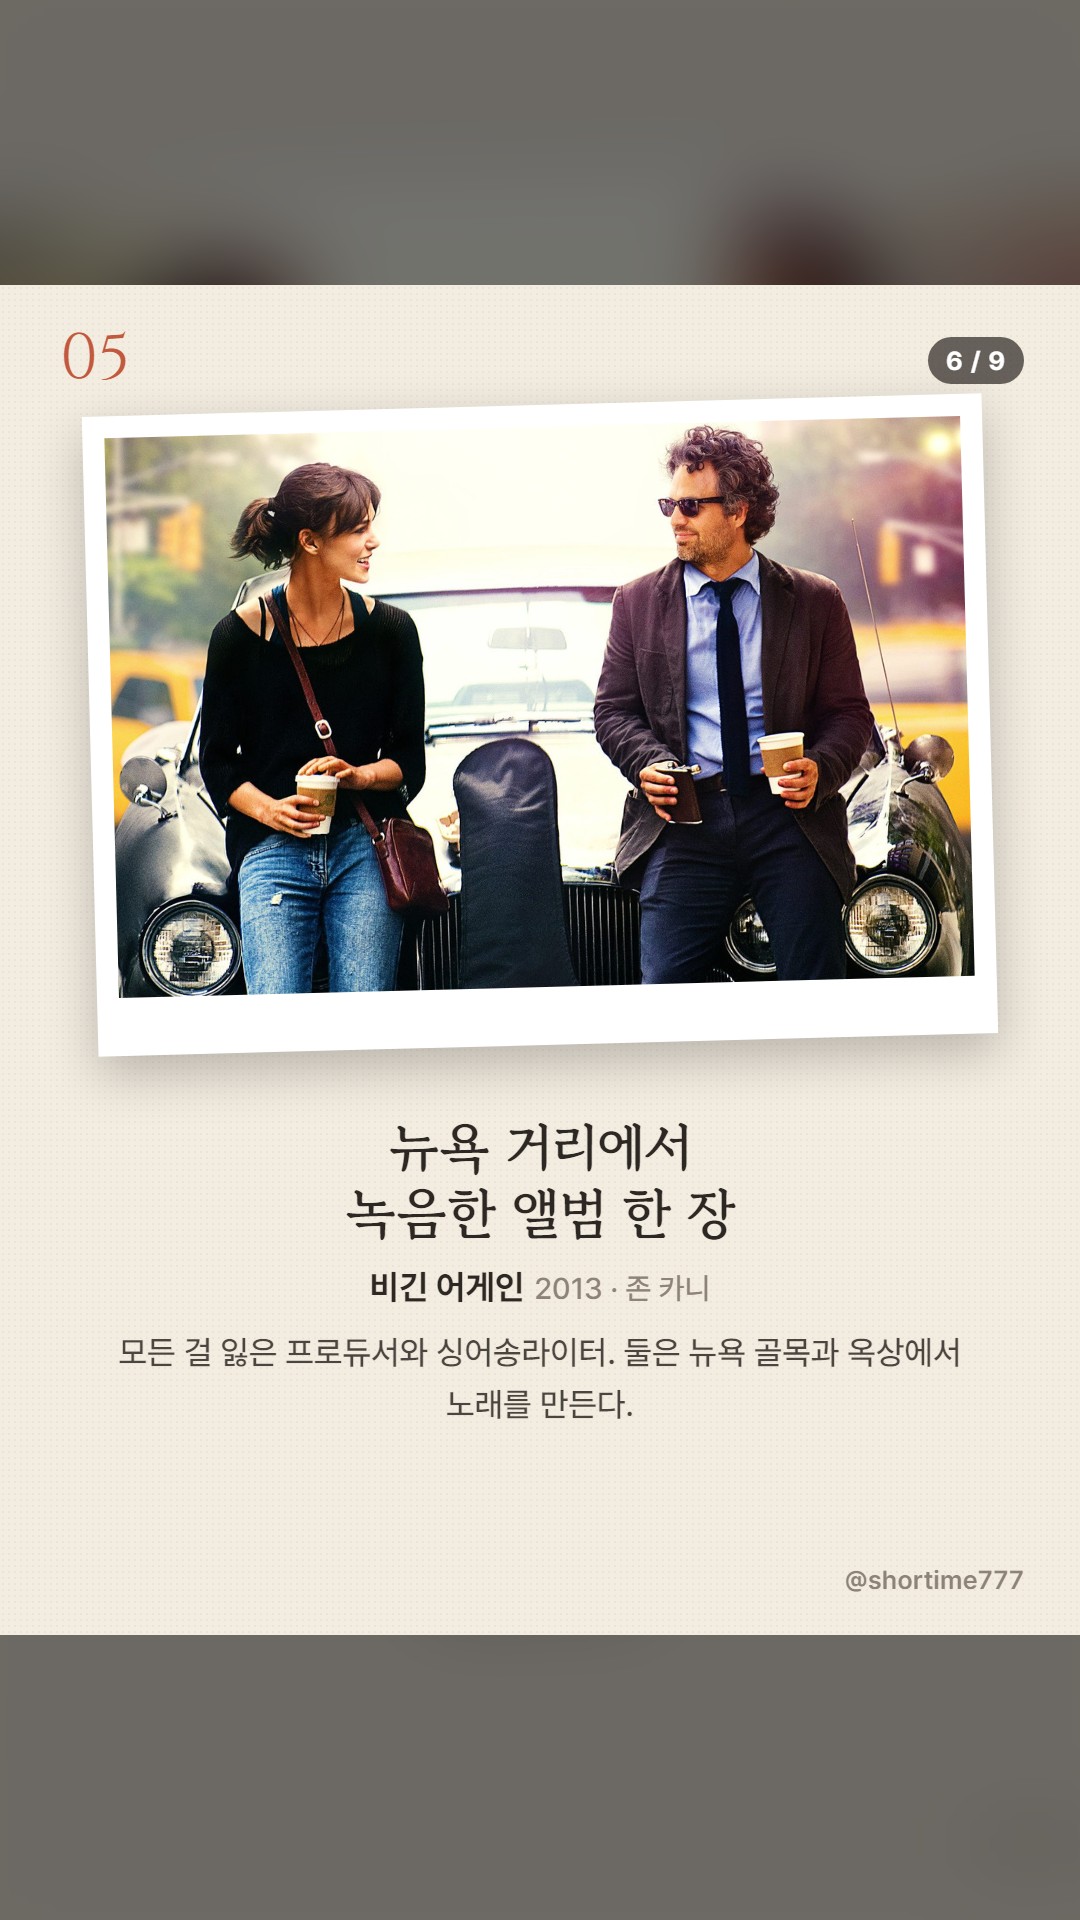 05
6 / 9
뉴욕 거리에서
녹음한 앨범 한 장
비긴 어게인 2013 · 존 카니
모든 걸 잃은 프로듀서와 싱어송라이터. 둘은 뉴욕 골목과 옥상에서
노래를 만든다.
@shortime777